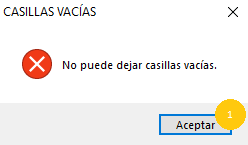 CASILLAS VACÍAS
No puede dejar casillas vacías.
1
Aceptar